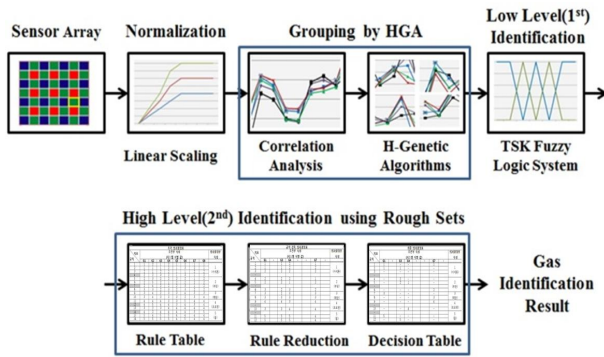 Sensor Array
Normalization
Grouping by HGA
Low Level(1st)
Identification
Linear Scaling
Correlation
Analysis
H-Genetic
Algorithms
TSK Fuzzy
Logic System
High Level(2nd) Identification using Rough Sets
Rule Table
Rule Reduction
Decision Table
Gas
Identification
Result